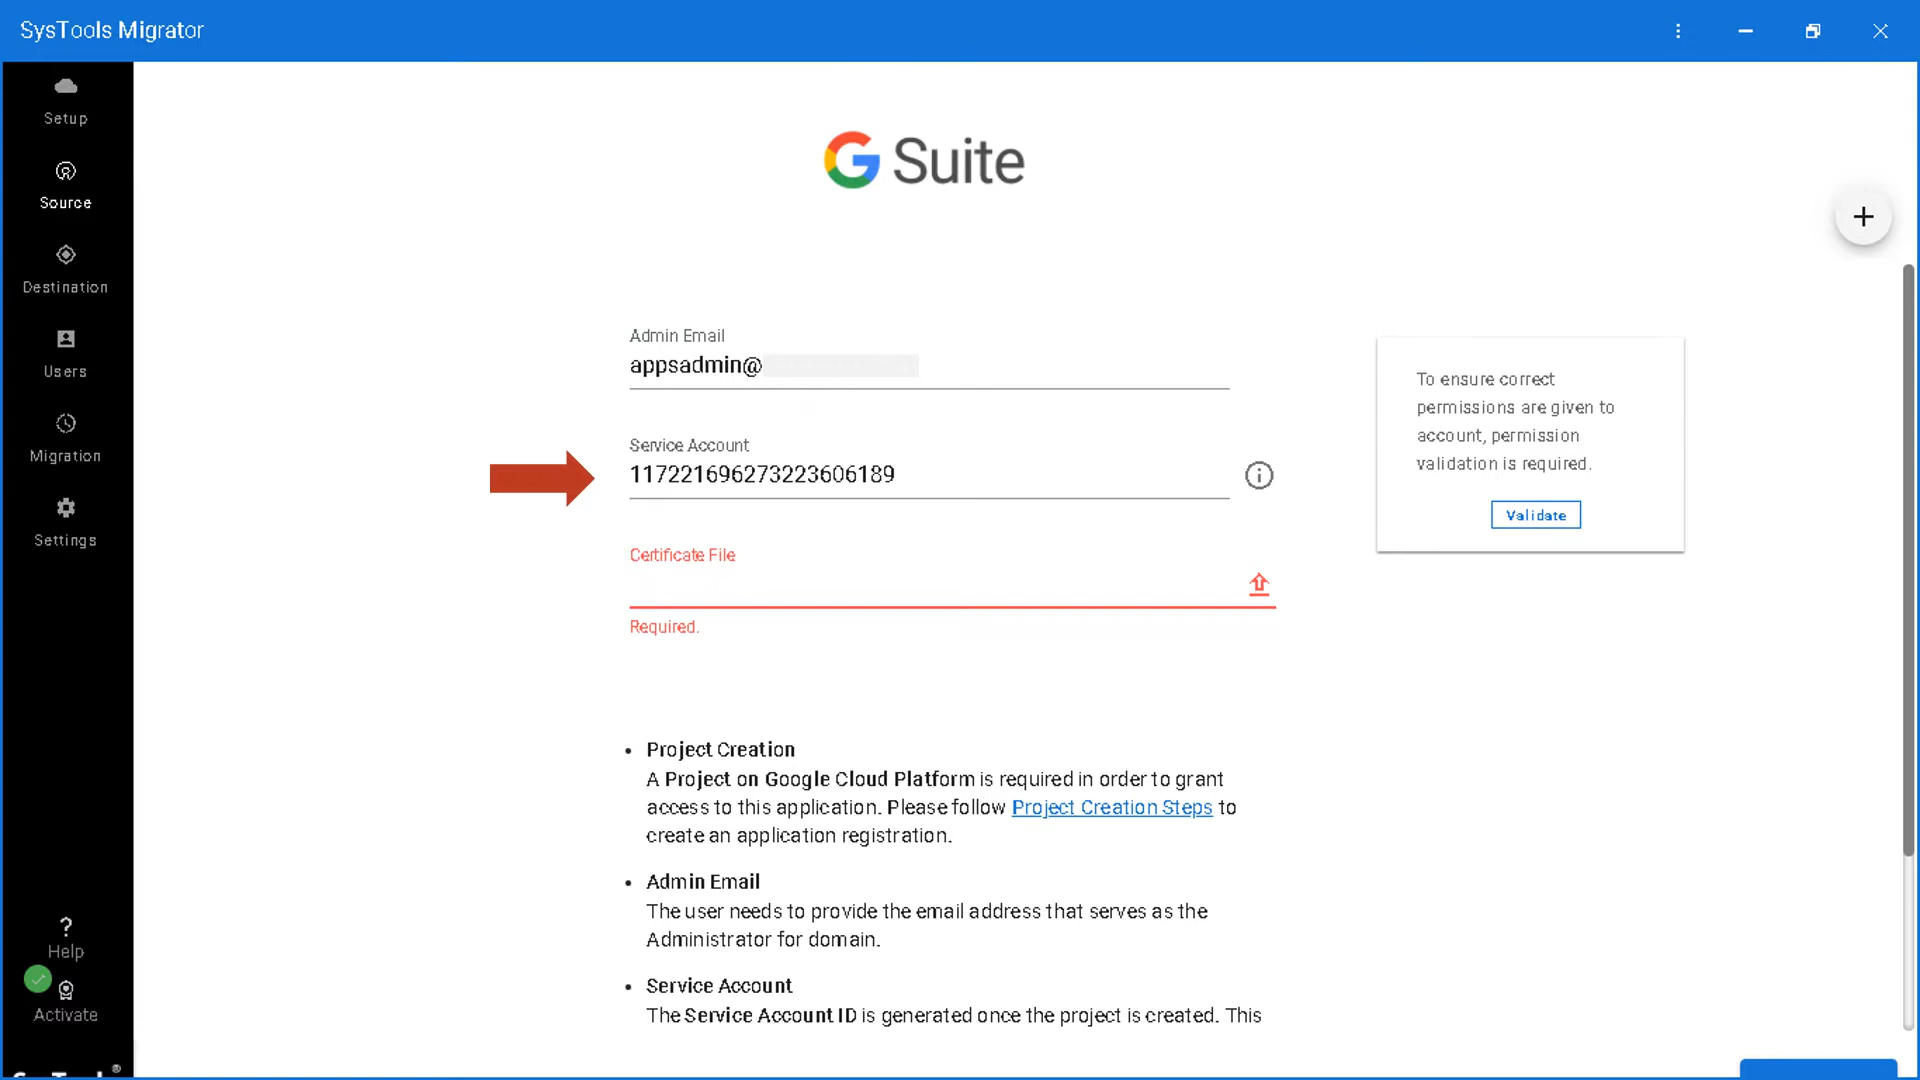 SysTools Migrator
Setup
Source
Destination
Users
Migration
Settings
Help
Activate
G Suite
Admin Email
appsadmin@
Service Account
117221696273223606189
Certificate File
Required.
To ensure correct
permissions are given to
account, permission
validation is required.
Validate
• Project Creation
A Project on Google Cloud Platform is required in order to grant
access to this application. Please follow Project Creation Steps to
create an application registration.
• Admin Email
The user needs to provide the email address that serves as the
Administrator for domain.
• Service Account
The Service Account ID is generated once the project is created. This